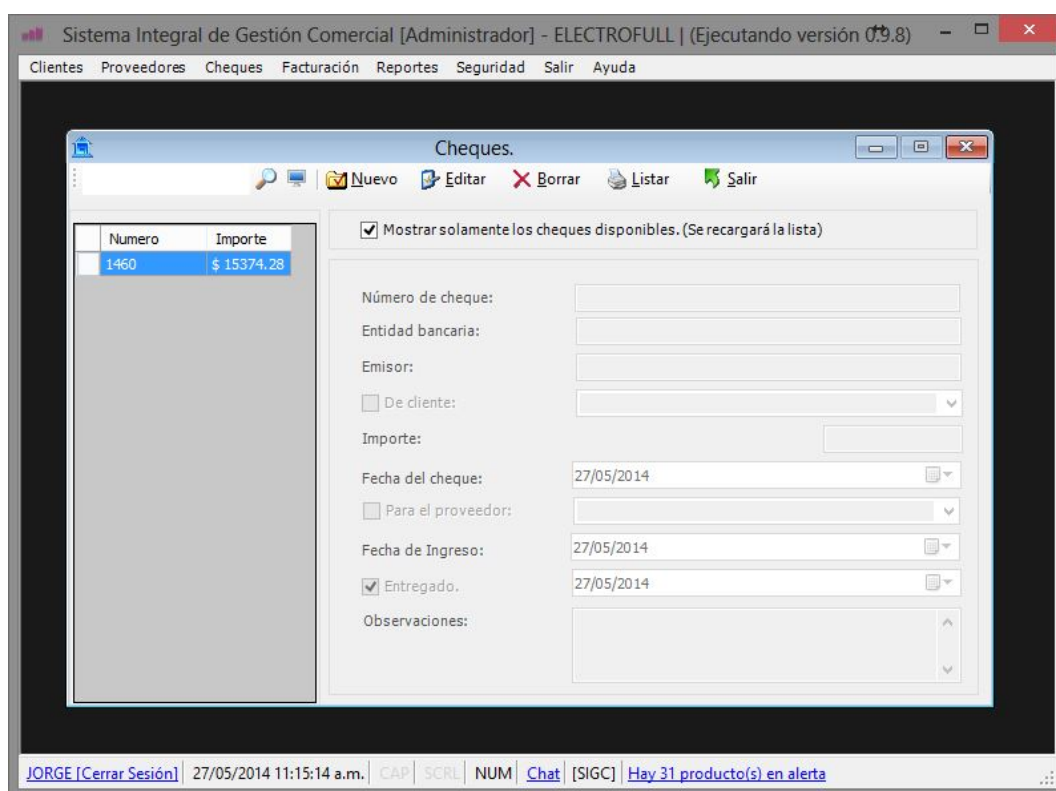 Sistema Integral de Gestión Comercial [Administrador] - ELECTROFULL | (Ejecutando versión 0.9.8)
Clientes Proveedores Cheques Facturación Reportes Seguridad Salir Ayuda
Cheques.
Nuevo Editar Borrar Listar Salir
Mostrar solamente los cheques disponibles. (Se recargará la lista)
Numero Importe
1460 $ 15374.28
Número de cheque:
Entidad bancaria:
Emisor:
De cliente:
Importe:
Fecha del cheque: 27/05/2014
Para el proveedor:
Fecha de Ingreso: 27/05/2014
Entregado. 27/05/2014
Observaciones:
JORGE [Cerrar Sesión] 27/05/2014 11:15:14 a.m. CAP SCRL NUM Chat [SIGC] Hay 31 producto(s) en alerta